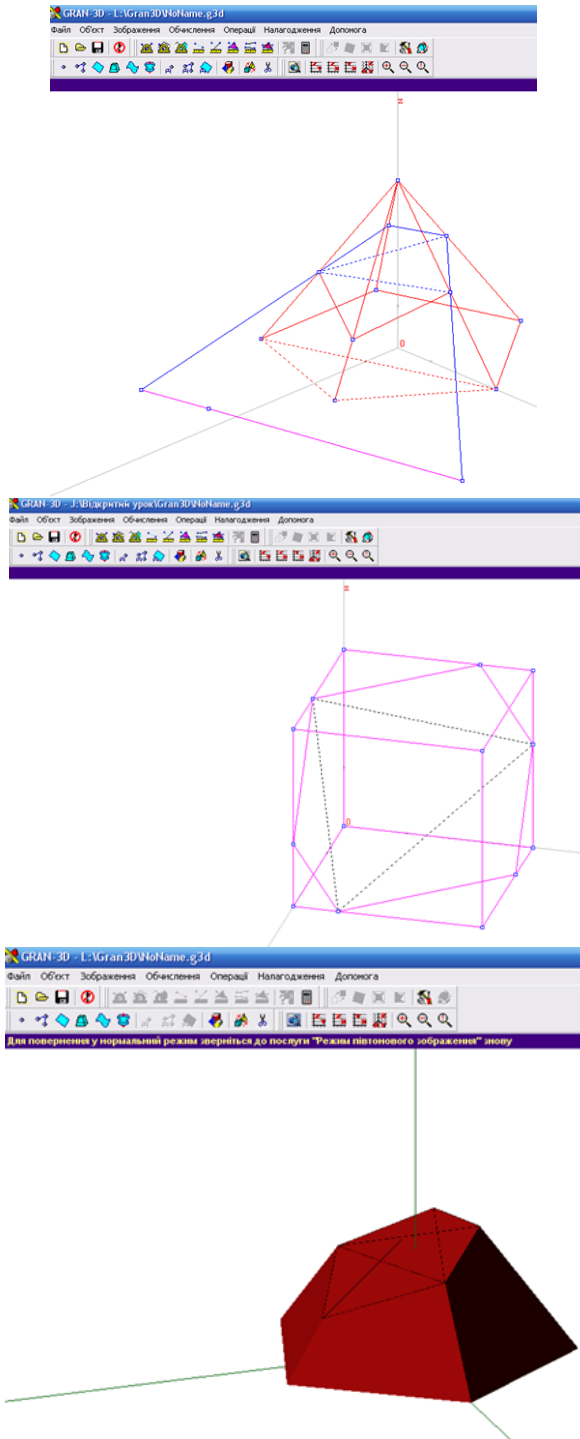 GRAN-3D - L:\Gran3D\NoName.g3d
Файл Об'єкт Зображення Обчислення Операції Налагодження Допомога
z
0
GRAN-3D - J:\Відкритий урок\Gran3D\NoName.g3d
Файл Об'єкт Зображення Обчислення Операції Налагодження Допомога
z
0
GRAN-3D - L:\Gran3D\NoName.g3d
Файл Об'єкт Зображення Обчислення Операції Налагодження Допомога
Для повернення у нормальний режим зверніться до послуги "Режим півтонового зображення" знову